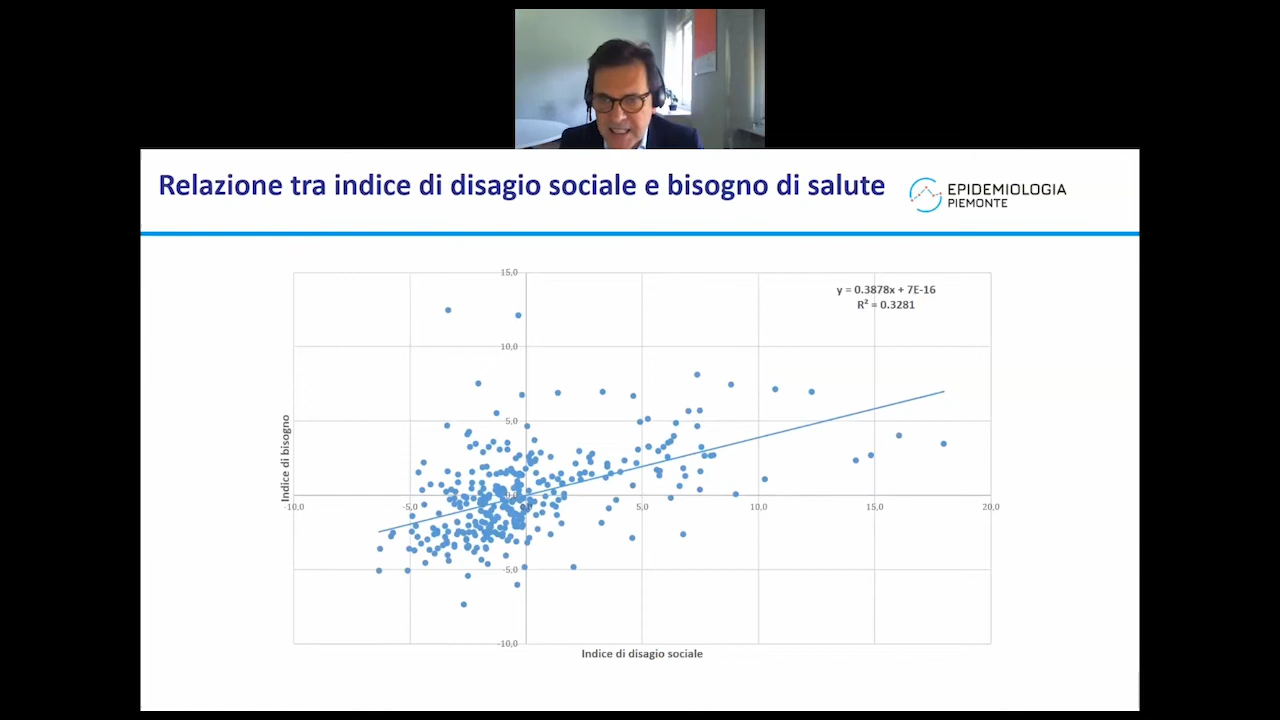 Relazione tra indice di disagio sociale e bisogno di salute
EPIDEMIOLOGIA
PIEMONTE
15,0
y = 0.3878x + 7E-16
R² = 0.3281
10,0
5,0
Indice di bisogno
0,0
-10,0 -5,0 0,0 5,0 10,0 15,0 20,0
-5,0
-10,0
Indice di disagio sociale